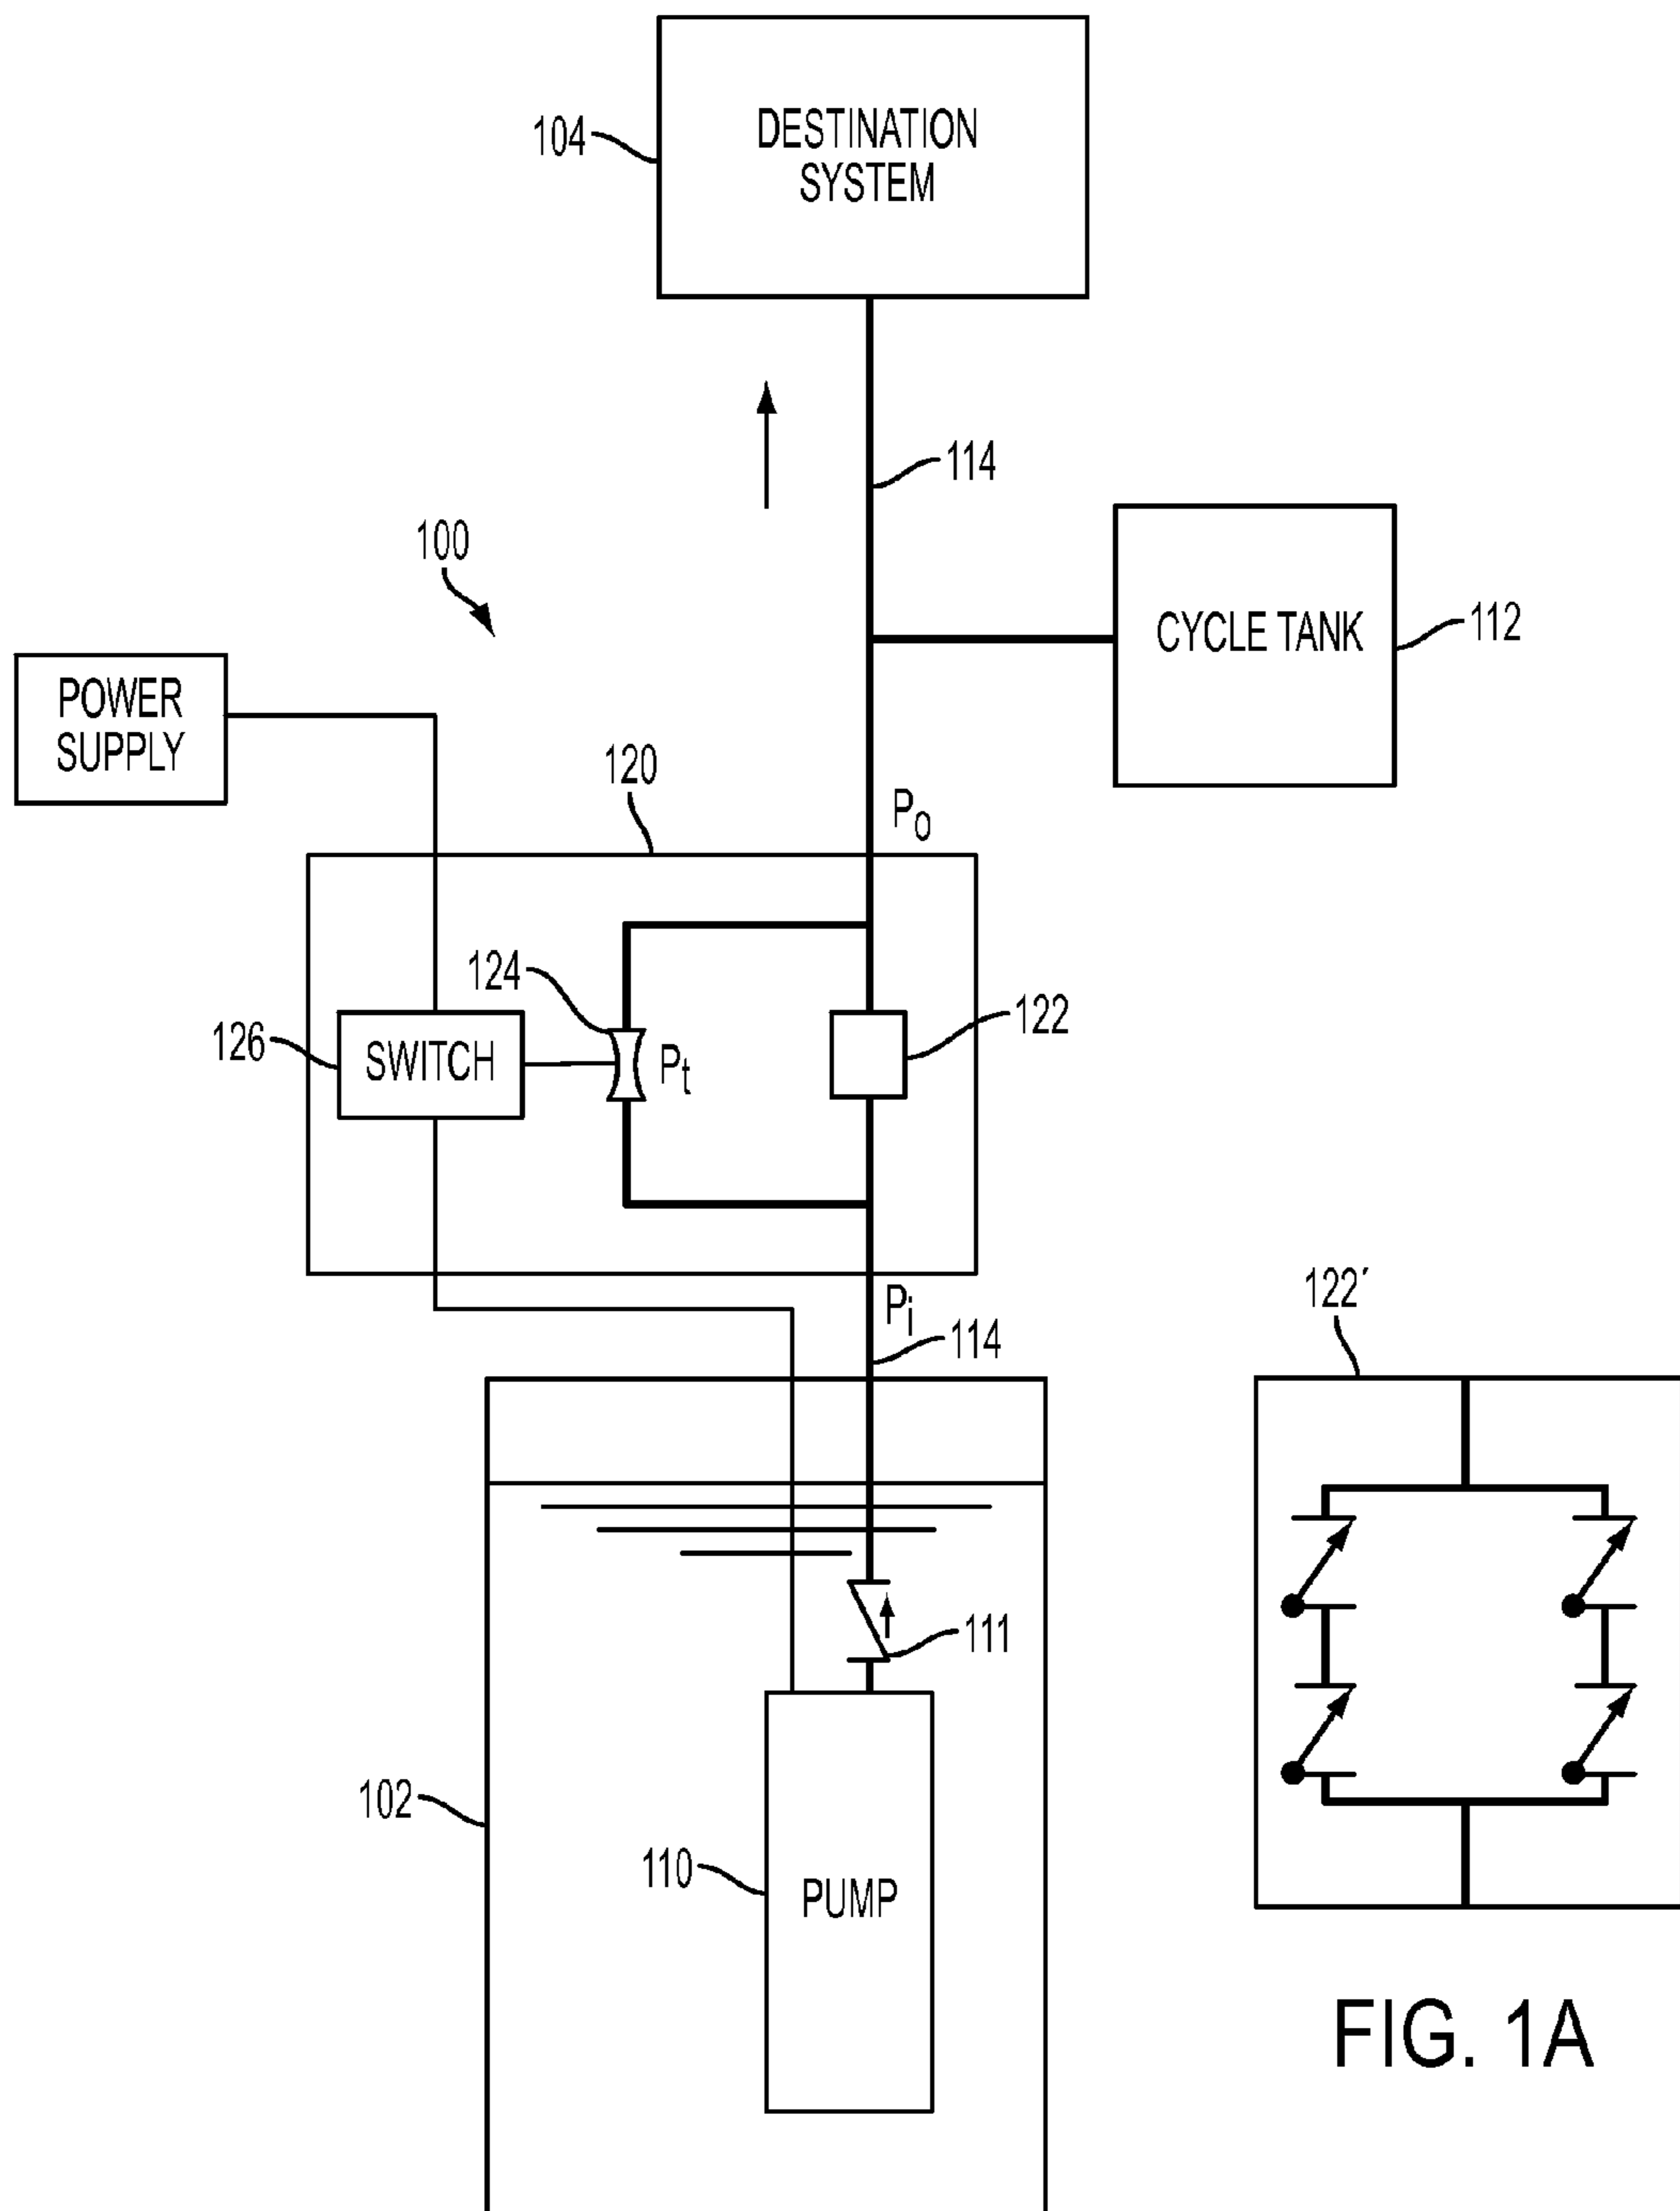 DESTINATION
SYSTEM
104
114
100
CYCLE TANK
112
POWER
SUPPLY
120
Po
124
122
126
SWITCH
Pt
Pi
114
122′
111
102
110
PUMP
FIG. 1A